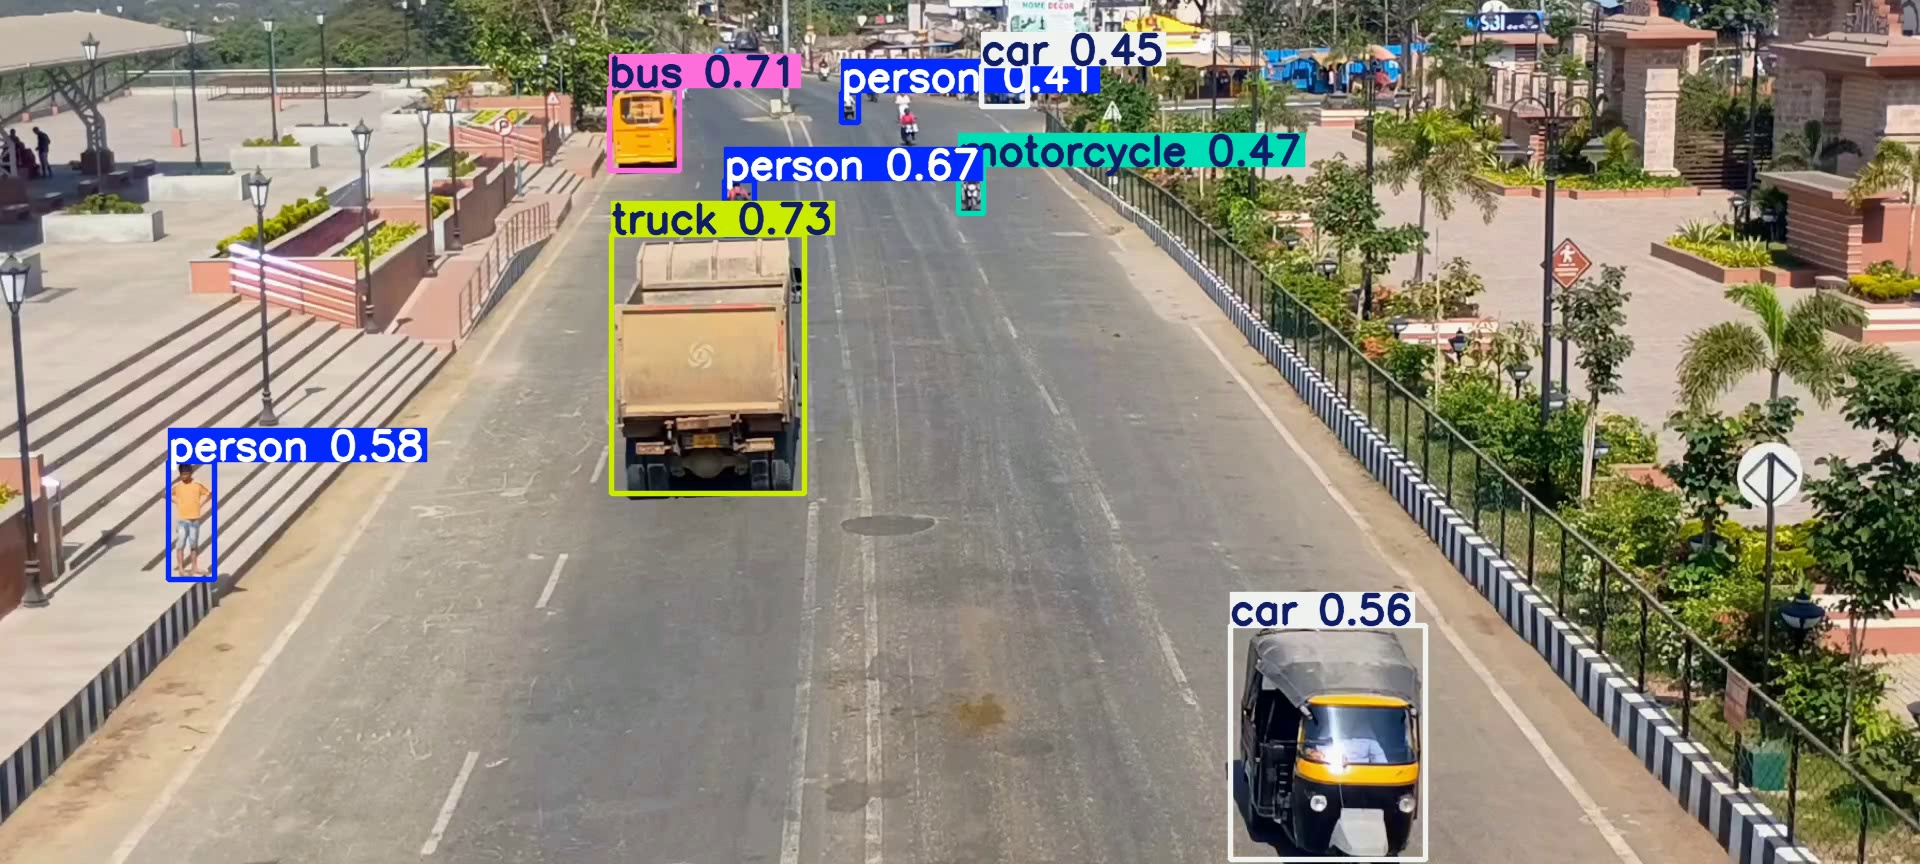 HOME DECOR
SBI
car 0.45
bus 0.71
person 0.41
motorcycle 0.47
person 0.67
truck 0.73
person 0.58
car 0.56